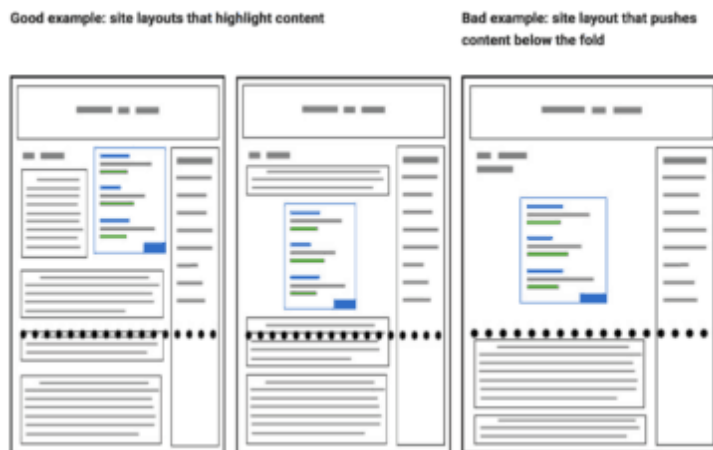 Good example: site layouts that highlight content
Bad example: site layout that pushes
content below the fold